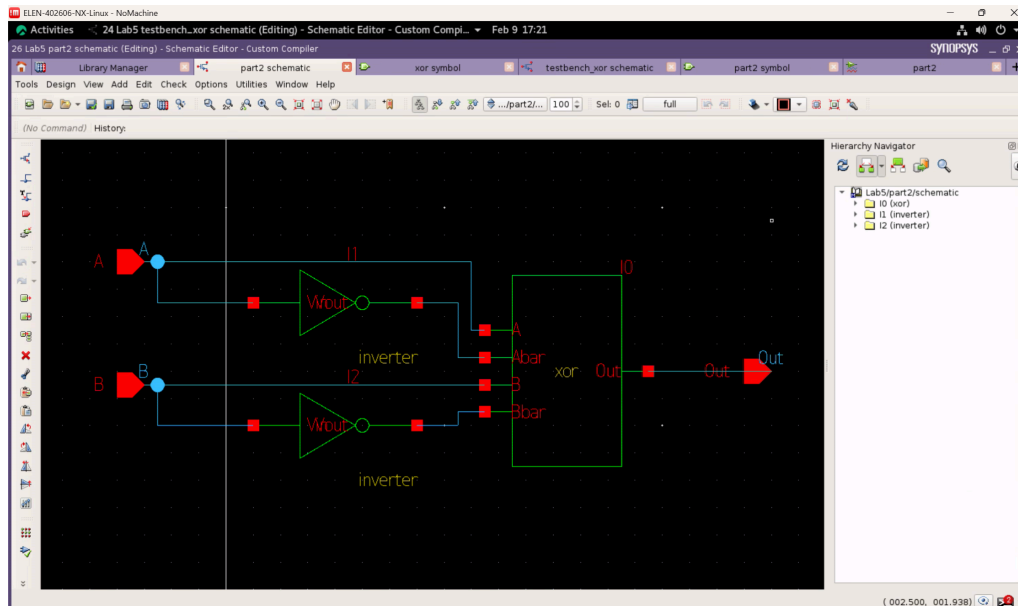 ELEN-402606-NX-Linux - NoMachine
Activities 24 Lab5 testbench_xor schematic (Editing) - Schematic Editor - Custom Compi... Feb 9 17:21
26 Lab5 part2 schematic (Editing) - Schematic Editor - Custom Compiler SYNOPSYS
Library Manager part2 schematic xor symbol testbench_xor schematic part2 symbol part2
Tools Design View Add Edit Check Options Utilities Window Help
.../part2/... 100 Sel: 0 full
(No Command) History:
Hierarchy Navigator
Lab5/part2/schematic
I0 (xor)
I1 (inverter)
I2 (inverter)
A A I1 I0
A
inverter Abar Out
B B I2 B xor Out Out
Bbar
inverter
( 002.500, 001.938) 2